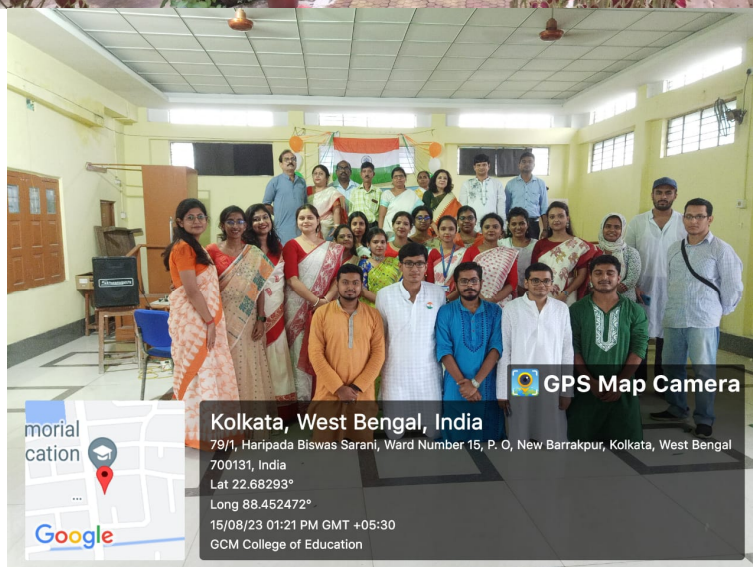 GPS Map Camera
morial
cation
...
Google
Kolkata, West Bengal, India
79/1, Haripada Biswas Sarani, Ward Number 15, P. O, New Barrakpur, Kolkata, West Bengal
700131, India
Lat 22.68293°
Long 88.452472°
15/08/23 01:21 PM GMT +05:30
GCM College of Education